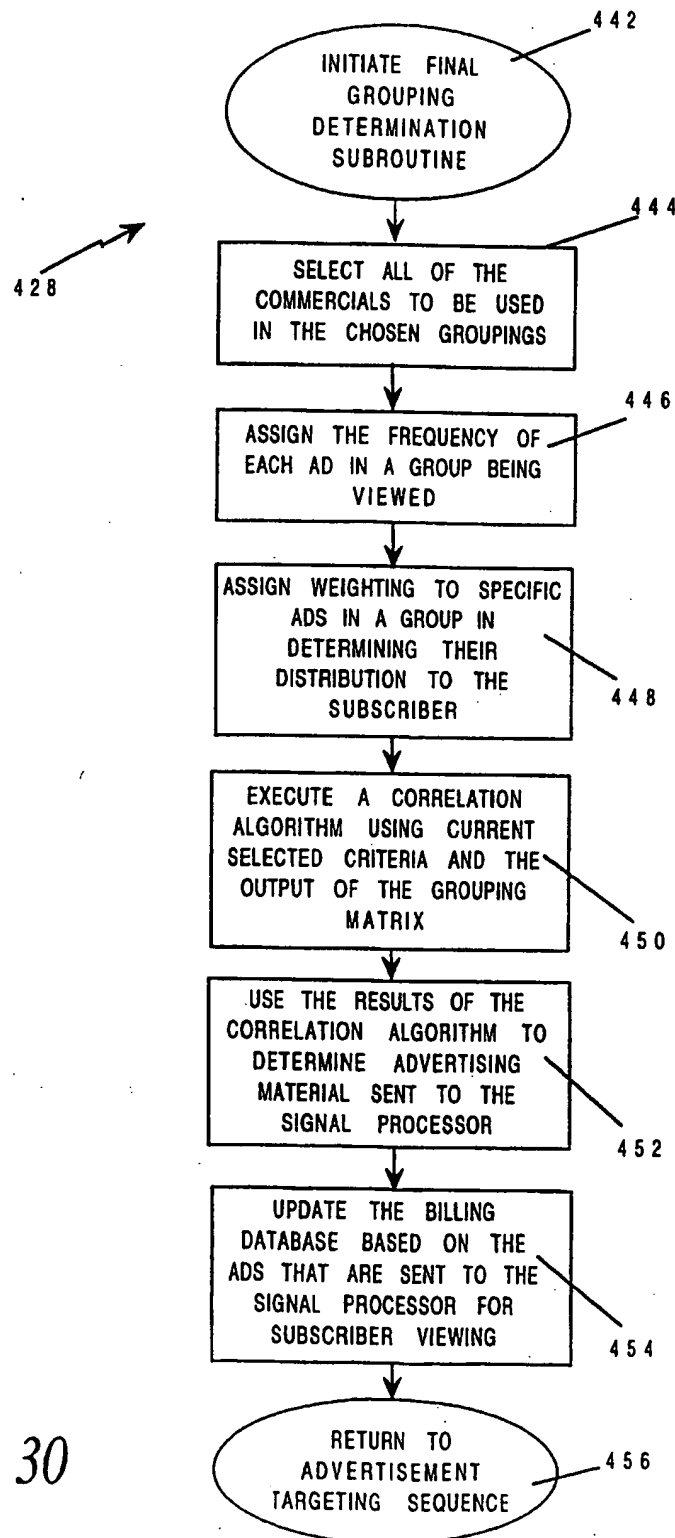 442
INITIATE FINAL
GROUPING
DETERMINATION
SUBROUTINE
444
428
SELECT ALL OF THE
COMMERCIALS TO BE USED
IN THE CHOSEN GROUPINGS
446
ASSIGN THE FREQUENCY OF
EACH AD IN A GROUP BEING
VIEWED
ASSIGN WEIGHTING TO SPECIFIC
ADS IN A GROUP IN
DETERMINING THEIR
DISTRIBUTION TO THE
SUBSCRIBER
448
EXECUTE A CORRELATION
ALGORITHM USING CURRENT
SELECTED CRITERIA AND THE
OUTPUT OF THE GROUPING
MATRIX
450
USE THE RESULTS OF THE
CORRELATION ALGORITHM TO
DETERMINE ADVERTISING
MATERIAL SENT TO THE
SIGNAL PROCESSOR
452
UPDATE THE BILLING
DATABASE BASED ON THE
ADS THAT ARE SENT TO THE
SIGNAL PROCESSOR FOR
SUBSCRIBER VIEWING
454
30
RETURN TO
ADVERTISEMENT
TARGETING SEQUENCE
456